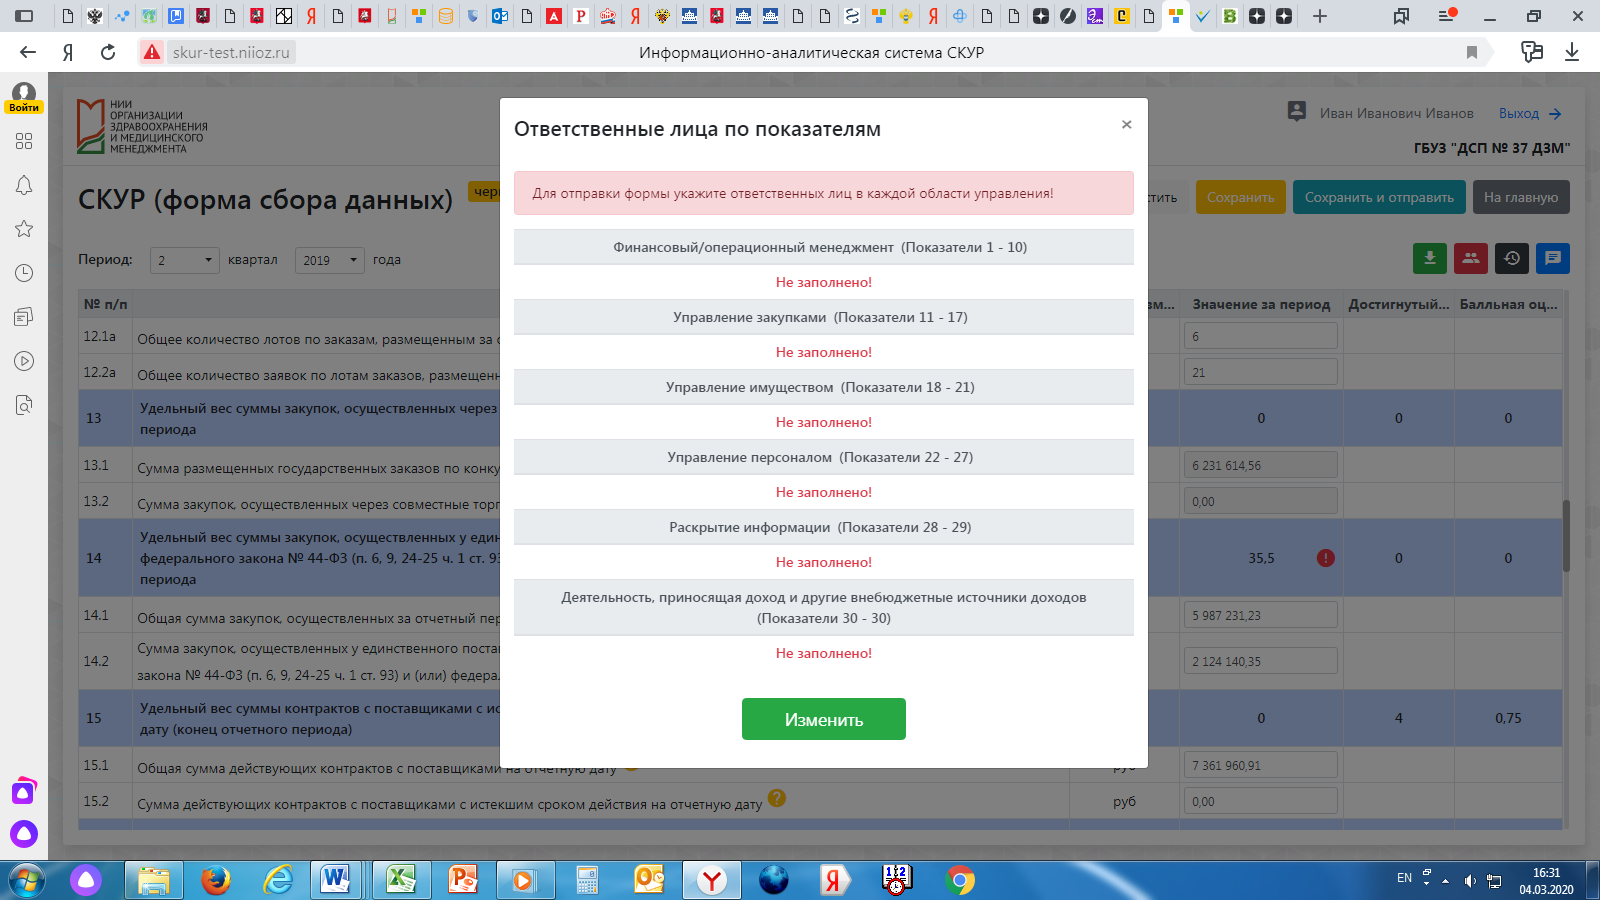 skur-test.niioz.ru
Информационно-аналитическая система СКУР
Войти
НИИ
ОРГАНИЗАЦИИ
ЗДРАВООХРАНЕНИЯ
И МЕДИЦИНСКОГО
МЕНЕДЖМЕНТА
Иван Иванович Иванов
Выход
ГБУЗ "ДСП № 37 ДЗМ"
СКУР (форма сбора данных)
Сохранить
Сохранить и отправить
На главную
Период:
2
квартал
2019
года
№ п/п
Значение за период
Достигнутый...
Балльная оц...
12.1а
Общее количество лотов по заказам, размещенным за
6
12.2а
Общее количество заявок по лотам заказов,
21
13
Удельный вес суммы закупок, осуществленных через
периода
0
0
0
13.1
Сумма размещенных государственных заказов по
6 231 614,56
13.2
Сумма закупок, осуществленных через совместные
0,00
14
Удельный вес суммы закупок, осуществленных у
федерального закона № 44-ФЗ (п. 6, 9, 24-25 ч. 1 ст. 93
периода
35,5
0
0
14.1
Общая сумма закупок, осуществленных за отчетный
5 987 231,23
14.2
Сумма закупок, осуществленных у единственного
закона № 44-ФЗ (п. 6, 9, 24-25 ч. 1 ст. 93) и (или)
2 124 140,35
15
Удельный вес суммы контрактов с поставщиками с
дату (конец отчетного периода)
0
4
0,75
15.1
Общая сумма действующих контрактов с поставщиками на отчетную дату
руб
7 361 960,91
15.2
Сумма действующих контрактов с поставщиками с истекшим сроком действия на отчетную дату
руб
0,00
Ответственные лица по показателям
×
Для отправки формы укажите ответственных лиц в каждой области управления!
Финансовый/операционный менеджмент (Показатели 1 - 10)
Не заполнено!
Управление закупками (Показатели 11 - 17)
Не заполнено!
Управление имуществом (Показатели 18 - 21)
Не заполнено!
Управление персоналом (Показатели 22 - 27)
Не заполнено!
Раскрытие информации (Показатели 28 - 29)
Не заполнено!
Деятельность, приносящая доход и другие внебюджетные источники доходов
(Показатели 30 - 30)
Не заполнено!
Изменить
EN
16:31
04.03.2020